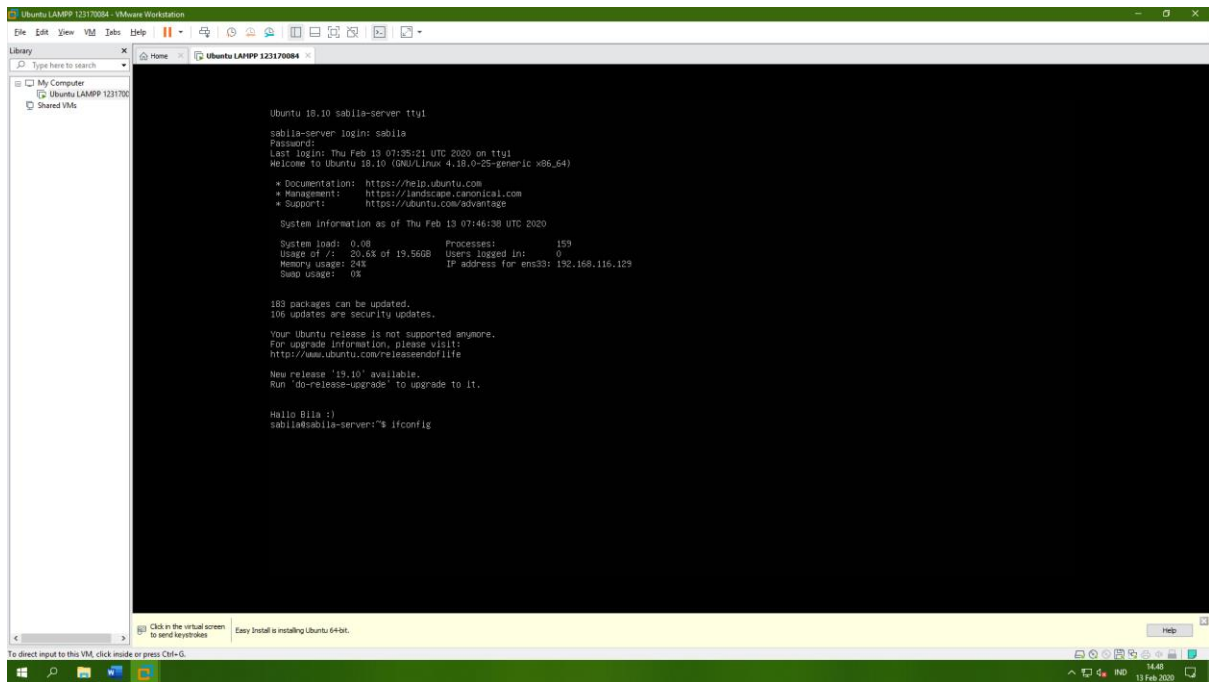 Ubuntu LAMPP 123170084 - VMware Workstation
File Edit View VM Tabs Help
Library
Home
Ubuntu LAMPP 123170084
Type here to search
My Computer
Ubuntu LAMPP 1231700
Shared VMs
Ubuntu 18.10 sabila-server tty1
sabila-server login: sabila
Password:
Last login: Thu Feb 13 07:35:21 UTC 2020 on tty1
Welcome to Ubuntu 18.10 (GNU/Linux 4.18.0-25-generic x86_64)
* Documentation: https://help.ubuntu.com
* Management: https://landscape.canonical.com
* Support: https://ubuntu.com/advantage
System information as of Thu Feb 13 07:46:38 UTC 2020
System load: 0.08 Processes: 159
Usage of /: 20.6% of 19.56GB Users logged in: 0
Memory usage: 24% IP address for ens33: 192.168.116.129
Swap usage: 0%
183 packages can be updated.
106 updates are security updates.
Your Ubuntu release is not supported anymore.
For upgrade information, please visit:
http://www.ubuntu.com/releaseendoflife
New release '19.10' available.
Run 'do-release-upgrade' to upgrade to it.
Hallo Bila :)
sabila@sabila-server:~$ ifconfig
Click in the virtual screen
to send keystrokes
Easy Install is installing Ubuntu 64-bit.
Help
To direct input to this VM, click inside or press Ctrl+G.
IND
14.48
13 Feb 2020